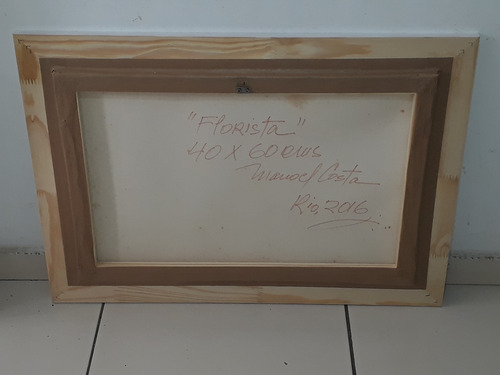 "Florista"
40 x 60 cms
Manoel Costa
Rio, 2016